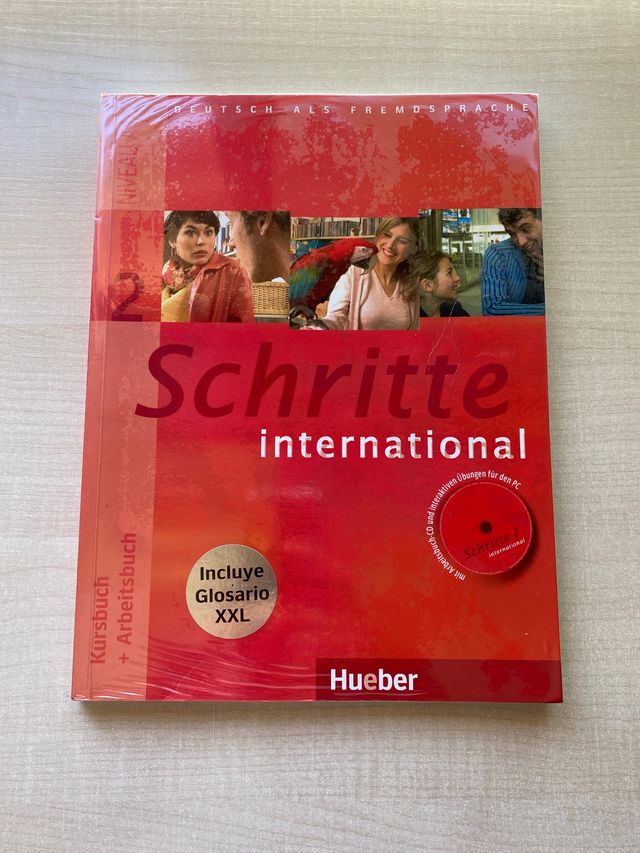 DEUTSCH ALS FREMDSPRACHE
NIVEAU
2
Schritte
international
mit Arbeitsbuch-CD und interaktiven Übungen für den PC
Schritte 2
international
Kursbuch
+ Arbeitsbuch
Incluye
Glosario
XXL
Hueber